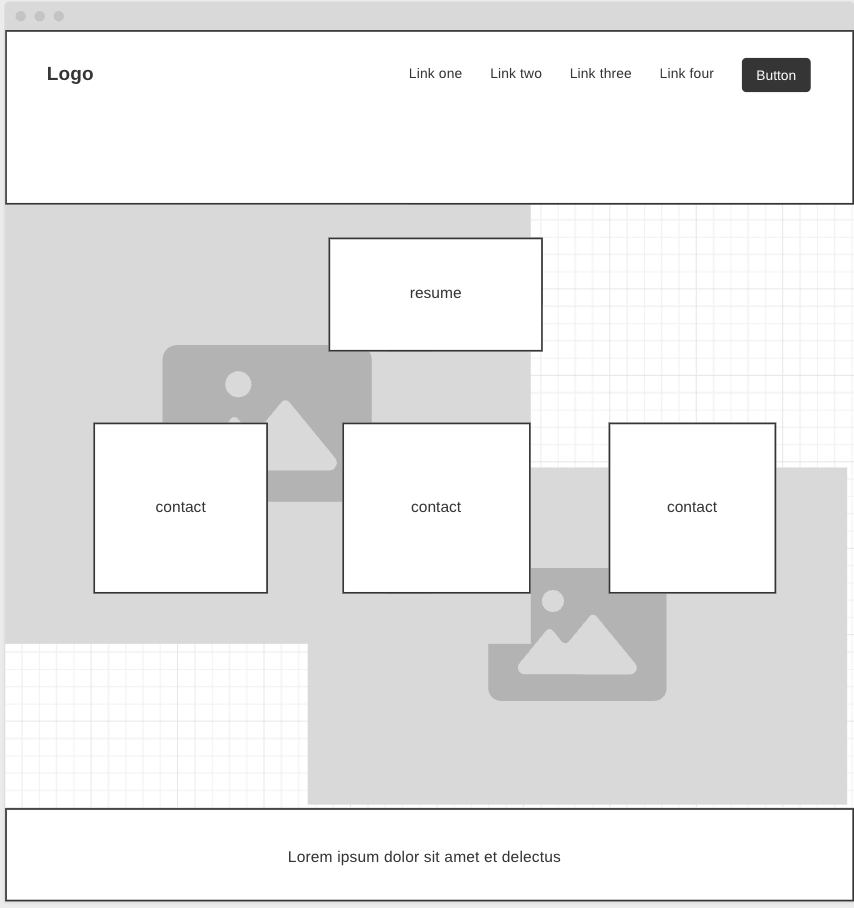 Logo
Link one Link two Link three Link four Button
resume
contact contact contact
Lorem ipsum dolor sit amet et delectus